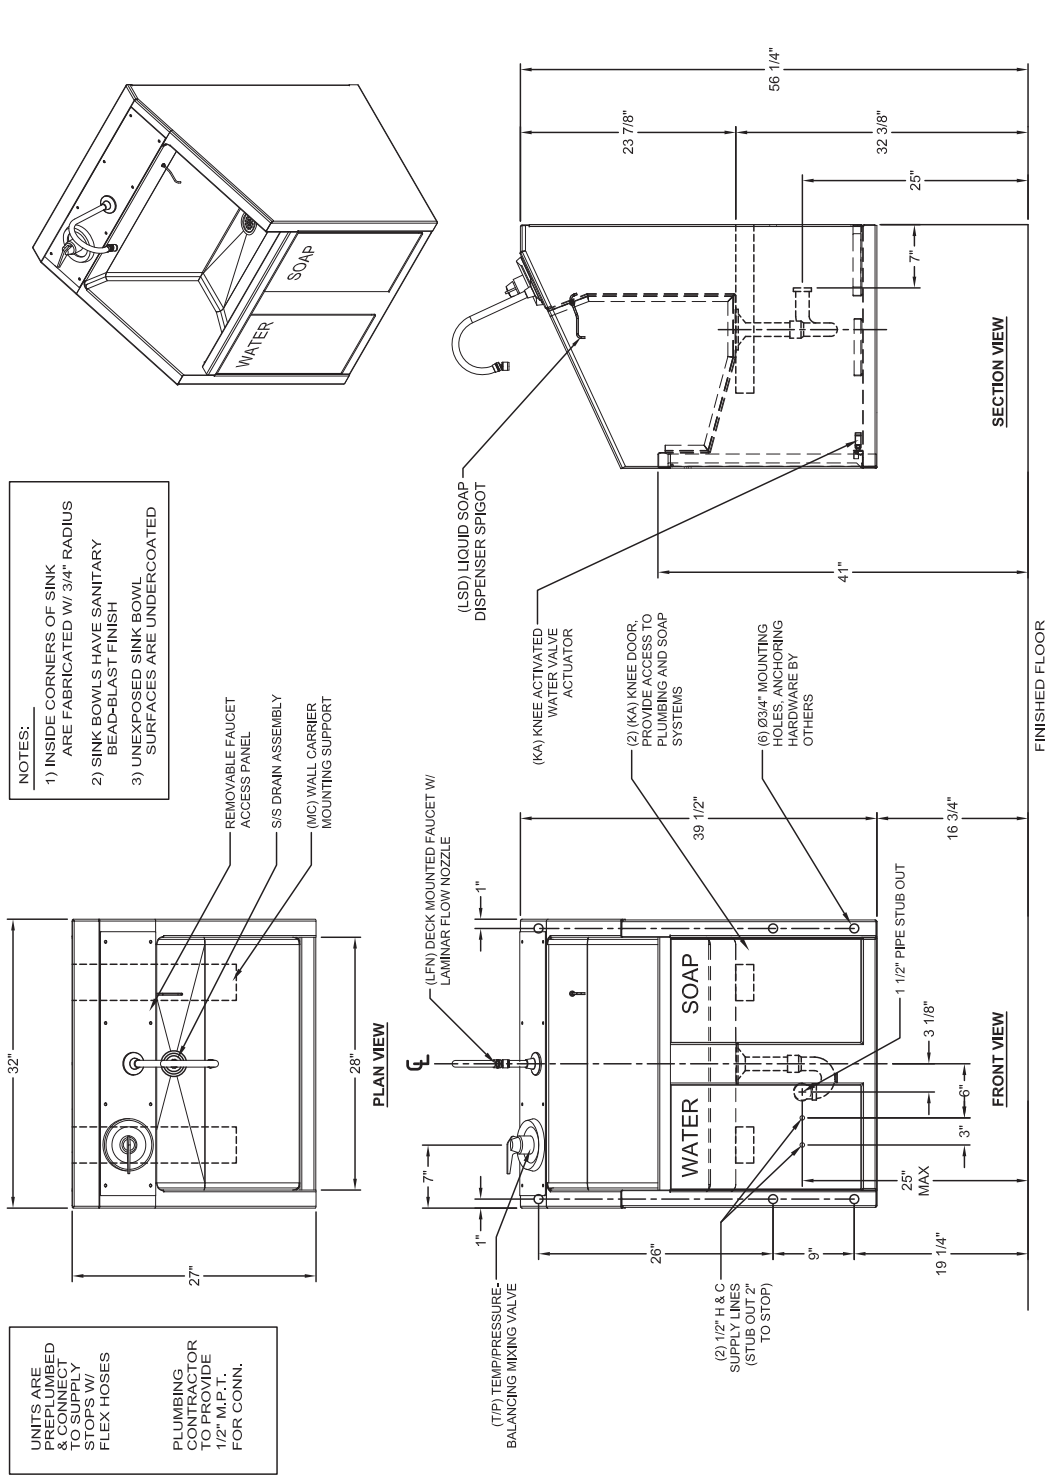 UNITS ARE
PREPLUMBED
& CONNECT
TO SUPPLY
STOPS W/
FLEX HOSES
PLUMBING
CONTRACTOR
TO PROVIDE
1/2" M.P.T.
FOR CONN.
NOTES:
1) INSIDE CORNERS OF SINK
ARE FABRICATED W/ 3/4" RADIUS
2) SINK BOWLS HAVE SANITARY
BEAD-BLAST FINISH
3) UNEXPOSED SINK BOWL
SURFACES ARE UNDERCOATED
32"
27"
28"
REMOVABLE FAUCET
ACCESS PANEL
S/S DRAIN ASSEMBLY
(MC) WALL CARRIER
MOUNTING SUPPORT
PLAN VIEW
WATER
SOAP
(T/P) TEMP/PRESSURE-
BALANCING MIXING VALVE
1"
7"
CL
(LFN) DECK MOUNTED FAUCET W/
LAMINAR FLOW NOZZLE
1"
WATER
SOAP
26"
9"
19 1/4"
(2) 1/2" H & C
SUPPLY LINES
(STUB OUT 2"
TO STOP)
25"
MAX
3"
6"
3 1/8"
1 1/2" PIPE STUB OUT
39 1/2"
16 3/4"
FRONT VIEW
(KA) KNEE ACTIVATED
WATER VALVE
ACTUATOR
(2) (KA) KNEE DOOR,
PROVIDE ACCESS TO
PLUMBING AND SOAP
SYSTEMS
(6) Ø3/4" MOUNTING
HOLES, ANCHORING
HARDWARE BY
OTHERS
(LSD) LIQUID SOAP
DISPENSER SPIGOT
41"
7"
25"
23 7/8"
32 3/8"
56 1/4"
SECTION VIEW
FINISHED FLOOR